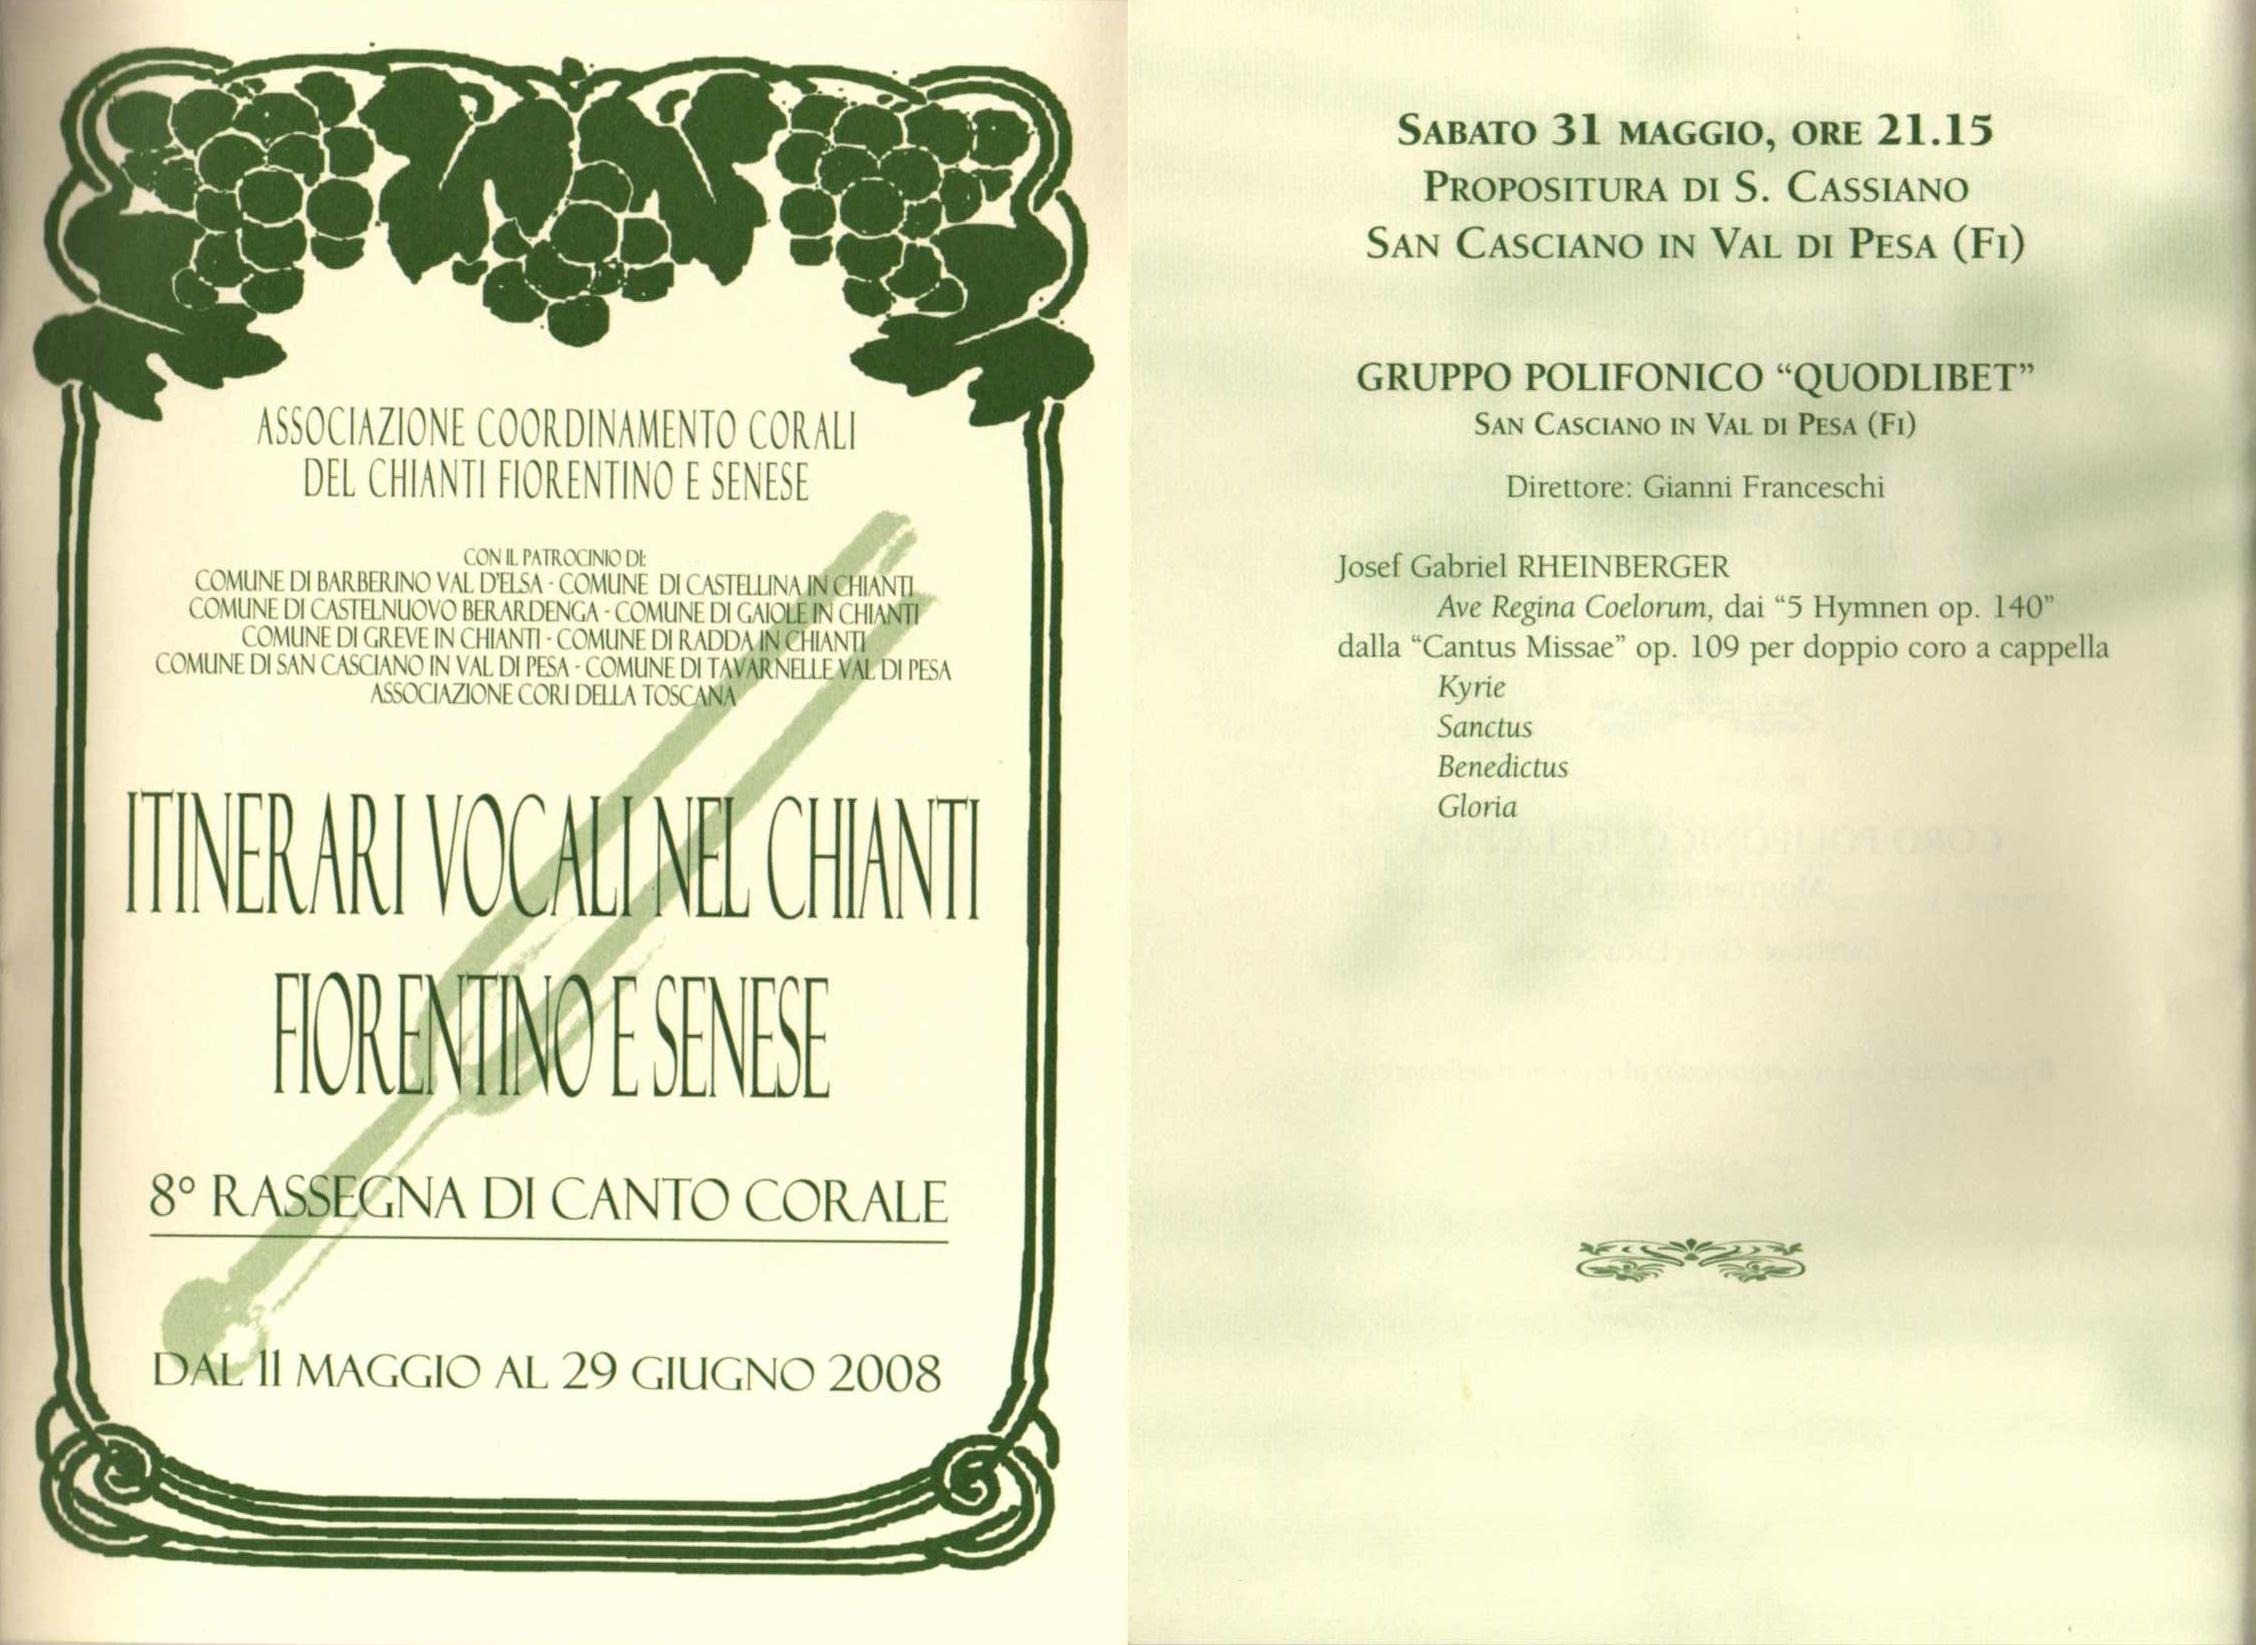 ASSOCIAZIONE COORDINAMENTO CORALI
DEL CHIANTI FIORENTINO E SENESE
CON IL PATROCINIO DI:
COMUNE DI BARBERINO VAL D'ELSA - COMUNE DI CASTELLINA IN CHIANTI
COMUNE DI CASTELNUOVO BERARDENGA - COMUNE DI GAIOLE IN CHIANTI
COMUNE DI GREVE IN CHIANTI - COMUNE DI RADDA IN CHIANTI
COMUNE DI SAN CASCIANO IN VAL DI PESA - COMUNE DI TAVARNELLE VAL DI PESA
ASSOCIAZIONE CORI DELLA TOSCANA
ITINERARI VOCALI NEL CHIANTI
FIORENTINO E SENESE
8° RASSEGNA DI CANTO CORALE
DAL 11 MAGGIO AL 29 GIUGNO 2008
SABATO 31 MAGGIO, ORE 21.15
PROPOSITURA DI S. CASSIANO
SAN CASCIANO IN VAL DI PESA (FI)
GRUPPO POLIFONICO “QUODLIBET”
SAN CASCIANO IN VAL DI PESA (FI)
Direttore: Gianni Franceschi
Josef Gabriel RHEINBERGER
Ave Regina Coelorum, dai “5 Hymnen op. 140”
dalla “Cantus Missae” op. 109 per doppio coro a cappella
Kyrie
Sanctus
Benedictus
Gloria